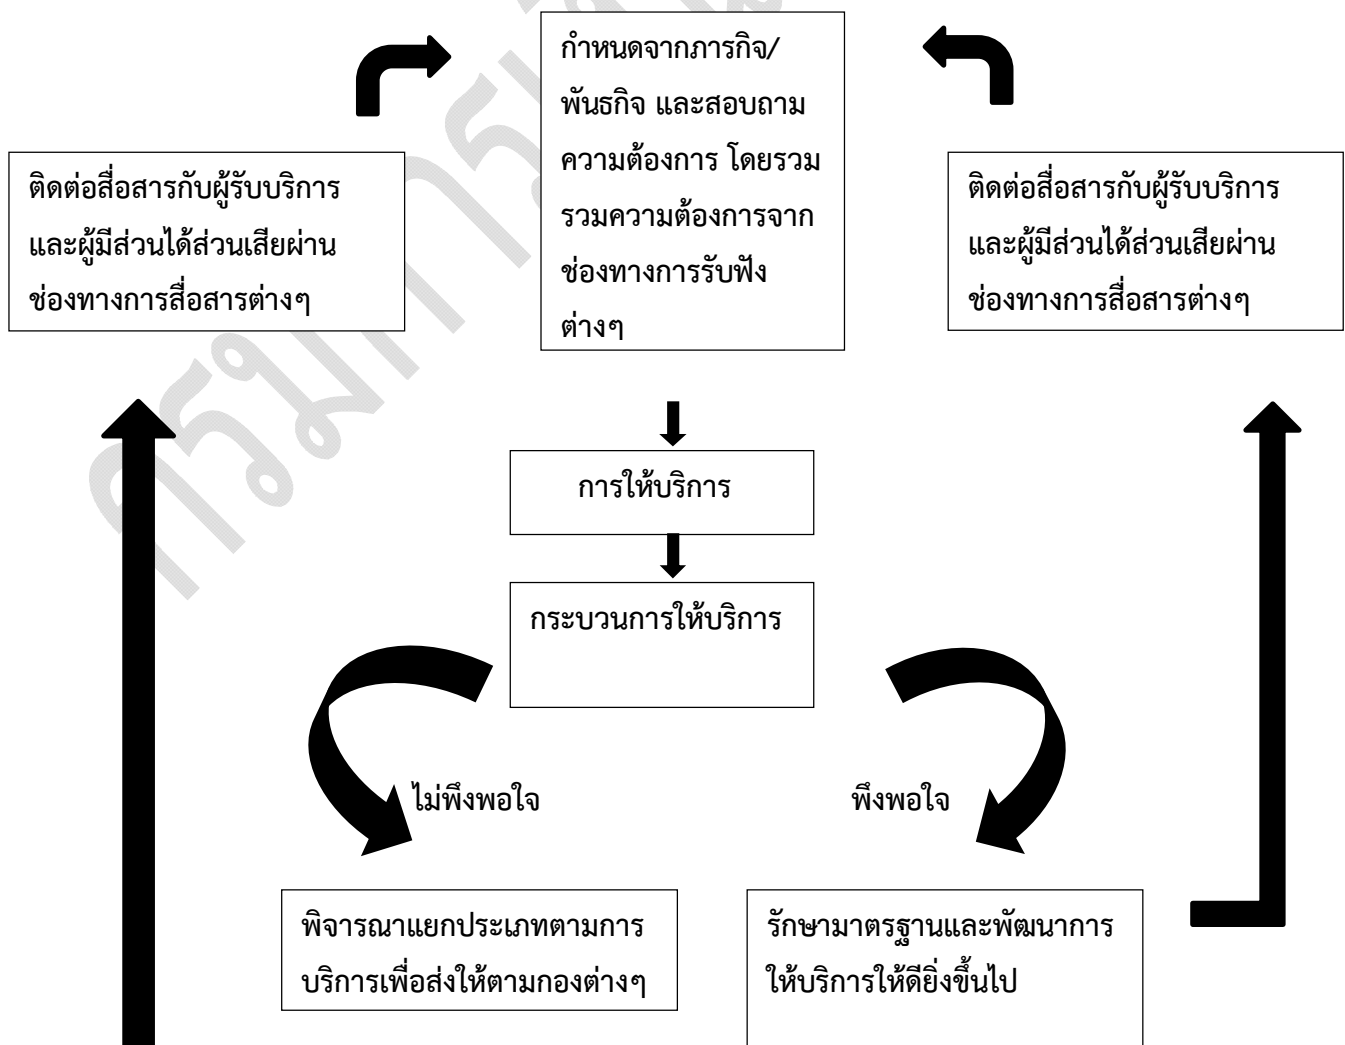 กำหนดจากภารกิจ/
พันธกิจ และสอบถาม
ความต้องการ โดยรวม
รวมความต้องการจาก
ช่องทางการรับฟัง
ต่างๆ
ติดต่อสื่อสารกับผู้รับบริการ
และผู้มีส่วนได้ส่วนเสียผ่าน
ช่องทางการสื่อสารต่างๆ
ติดต่อสื่อสารกับผู้รับบริการ
และผู้มีส่วนได้ส่วนเสียผ่าน
ช่องทางการสื่อสารต่างๆ
การให้บริการ
กระบวนการให้บริการ
ไม่พึงพอใจ
พึงพอใจ
พิจารณาแยกประเภทตามการ
บริการเพื่อส่งให้ตามกองต่างๆ
รักษามาตรฐานและพัฒนาการ
ให้บริการให้ดียิ่งขึ้นไป